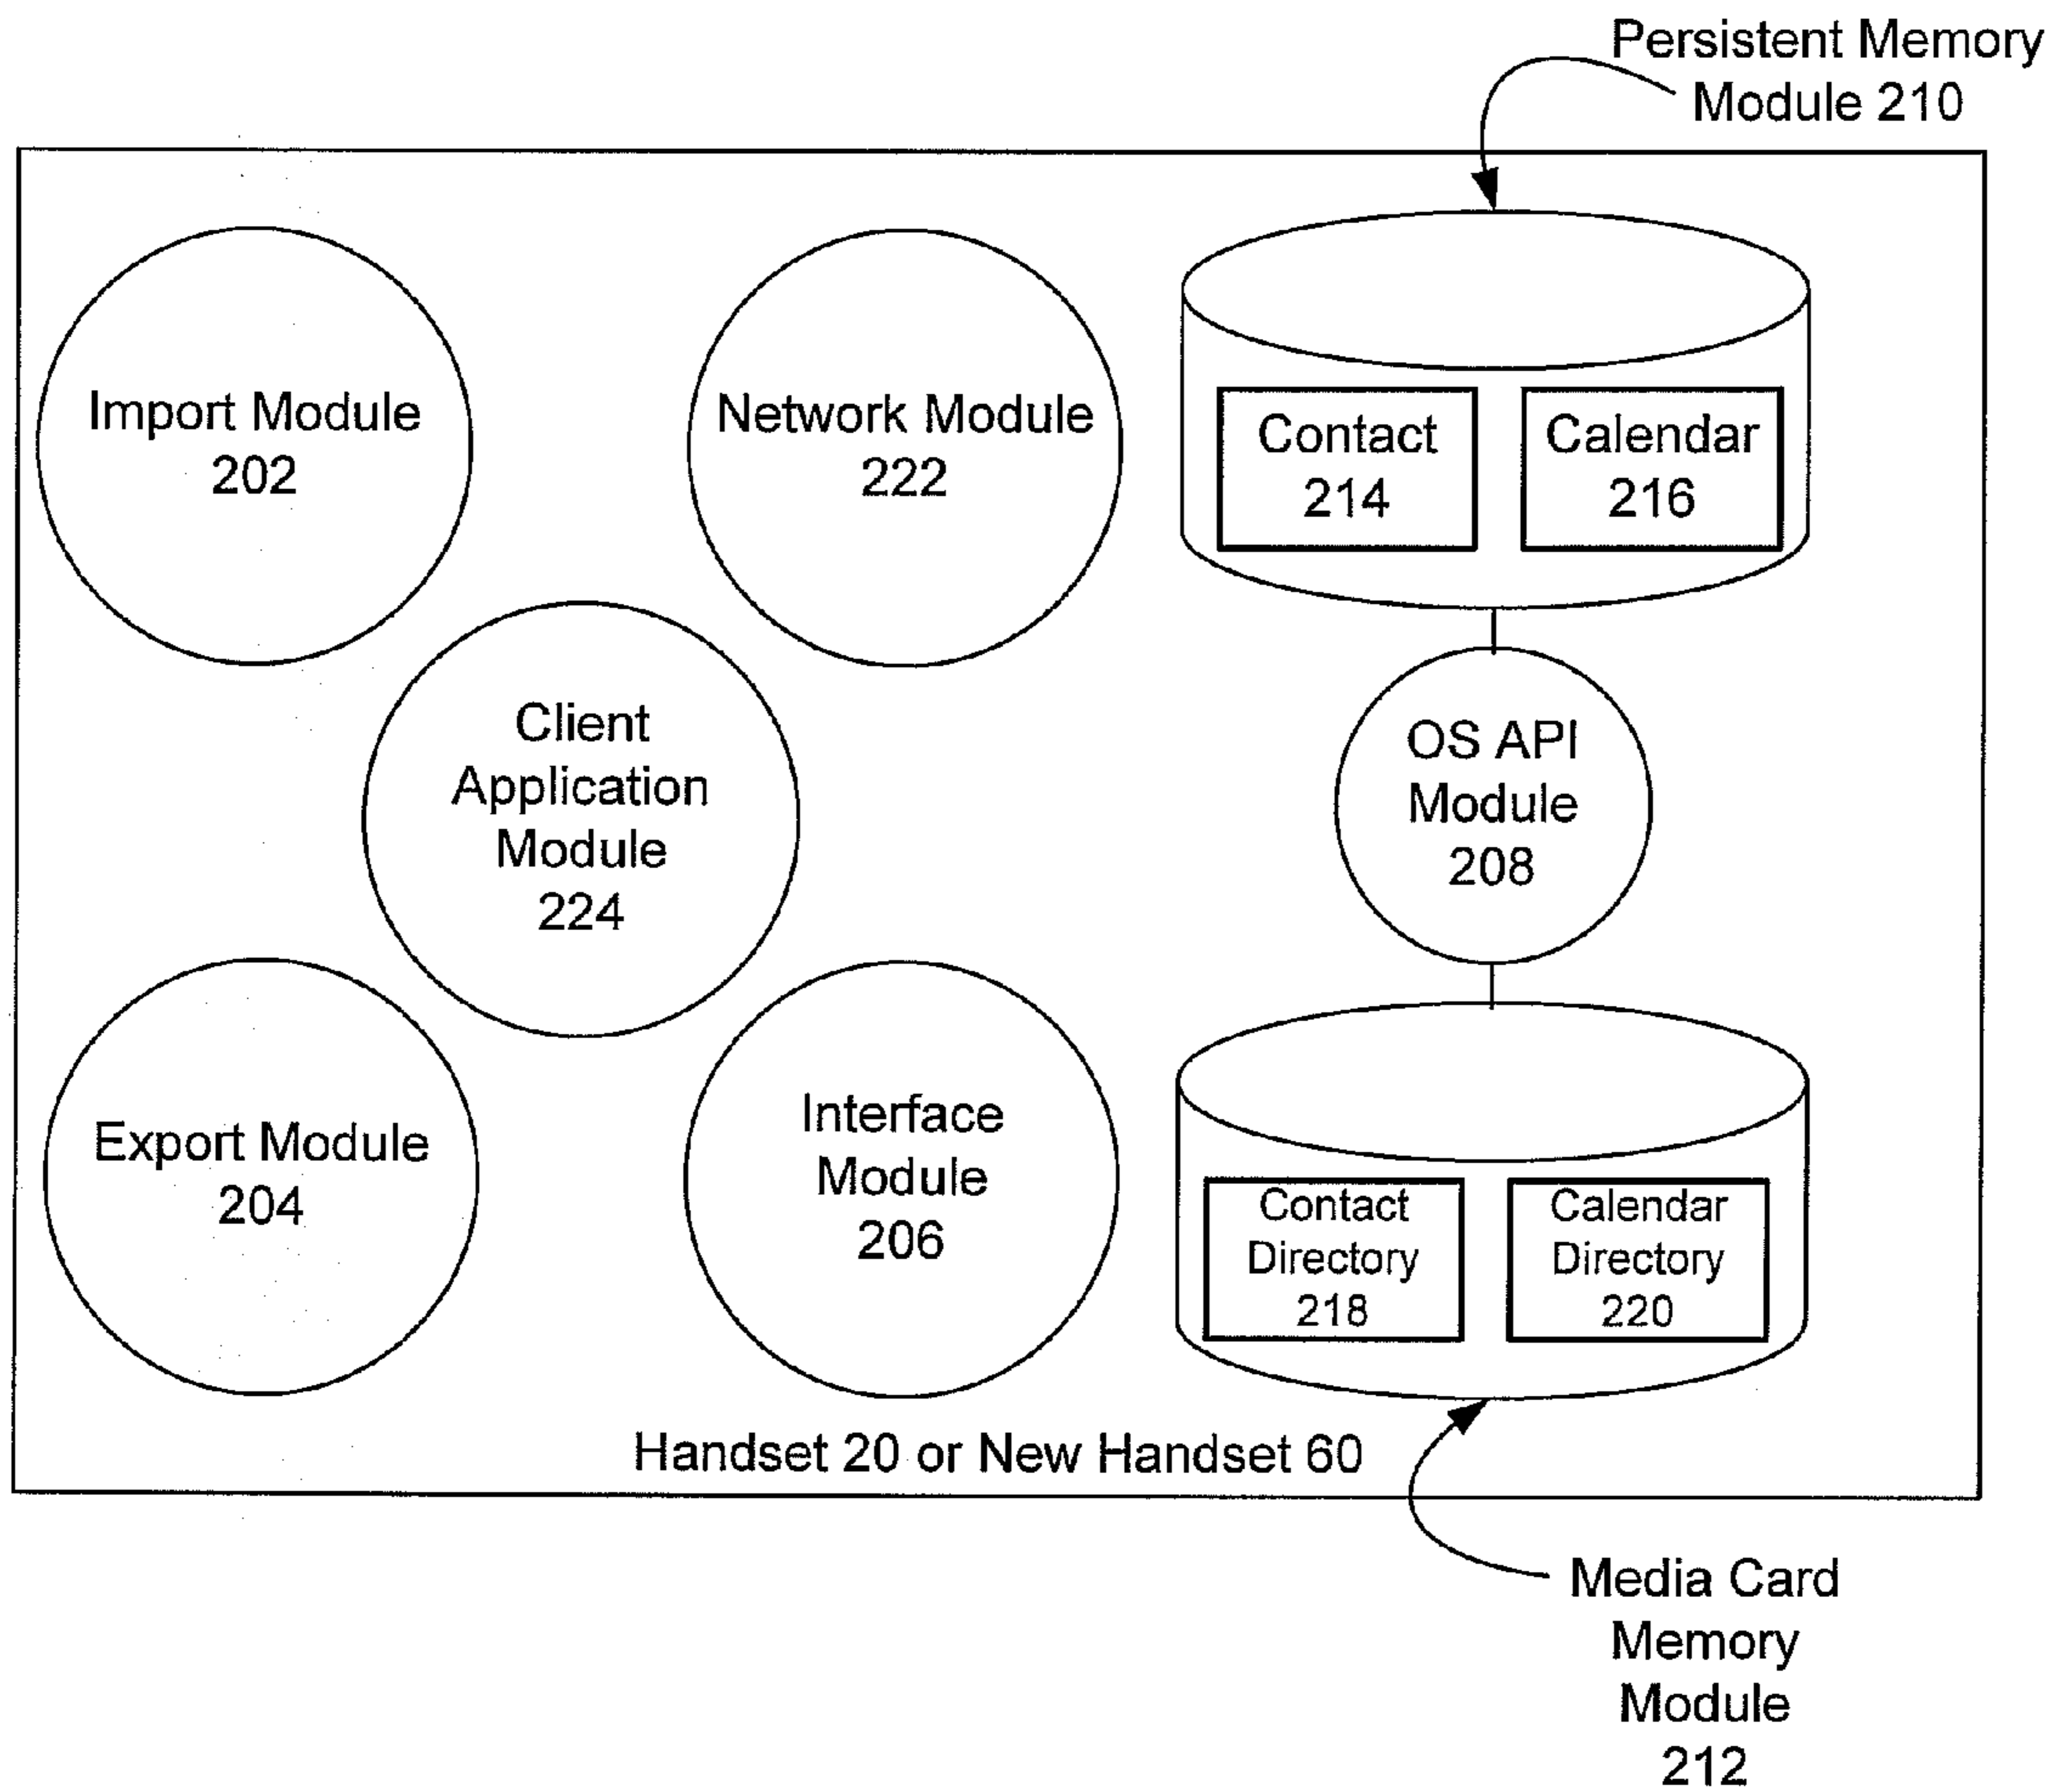 Persistent Memory
Module 210
Import Module
202
Network Module
222
Contact
214
Calendar
216
Client
Application
Module
224
OS API
Module
208
Export Module
204
Interface
Module
206
Contact
Directory
218
Calendar
Directory
220
Handset 20 or New Handset 60
Media Card
Memory
Module
212